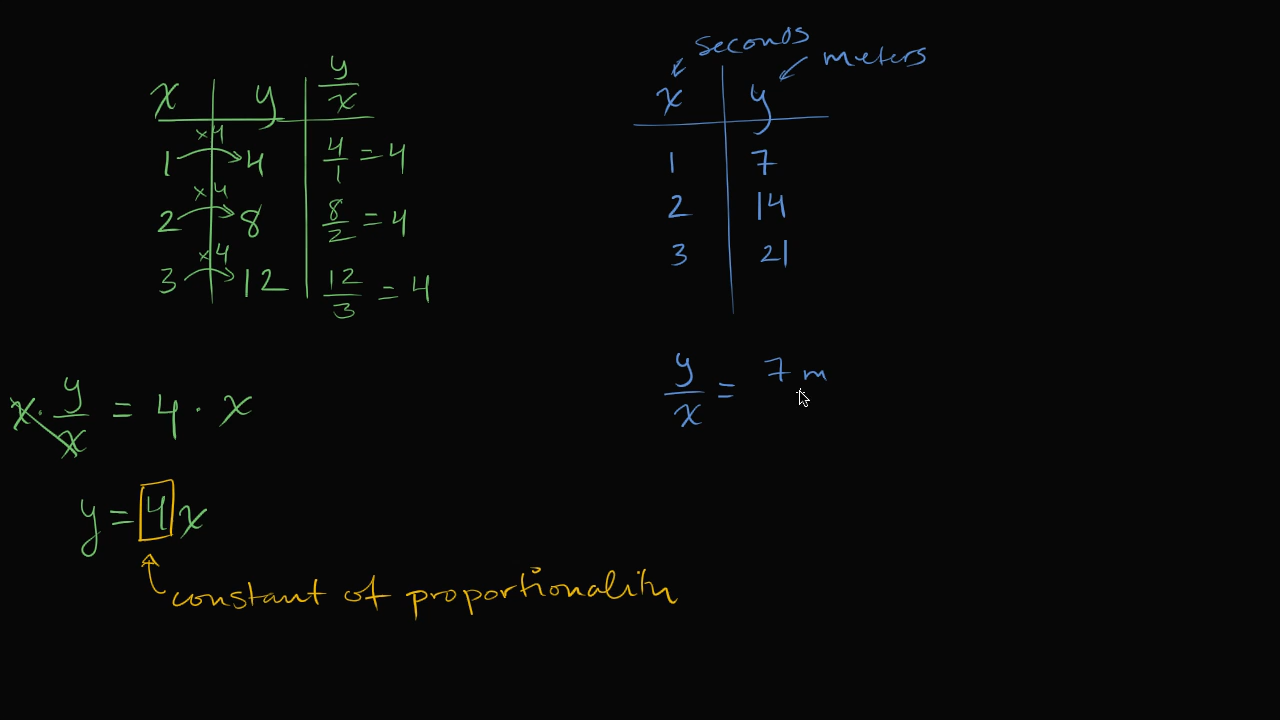 x y y/x
×4
1 4 4/1 = 4
×4
2 8 8/2 = 4
×4
3 12 12/3 = 4
x · y/x = 4 · x
y = 4x
constant of proportionality
seconds
meters
x y
1 7
2 14
3 21
y/x = 7 m